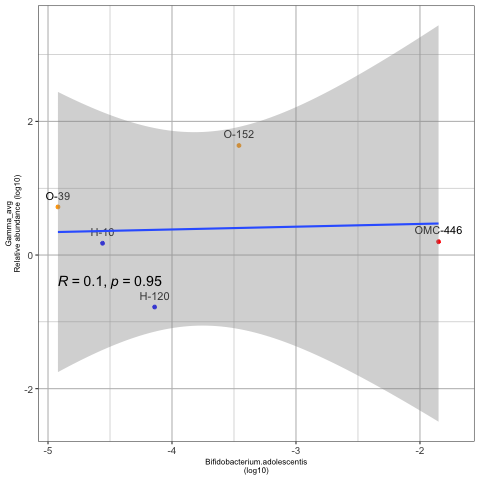 Gamma_avg
Relative abundance (log10)
2
0
-2
O-152
O-39
H-10
OMC-446
R = 0.1, p = 0.95
H-120
-5
-4
-3
-2
Bifidobacterium.adolescentis
(log10)